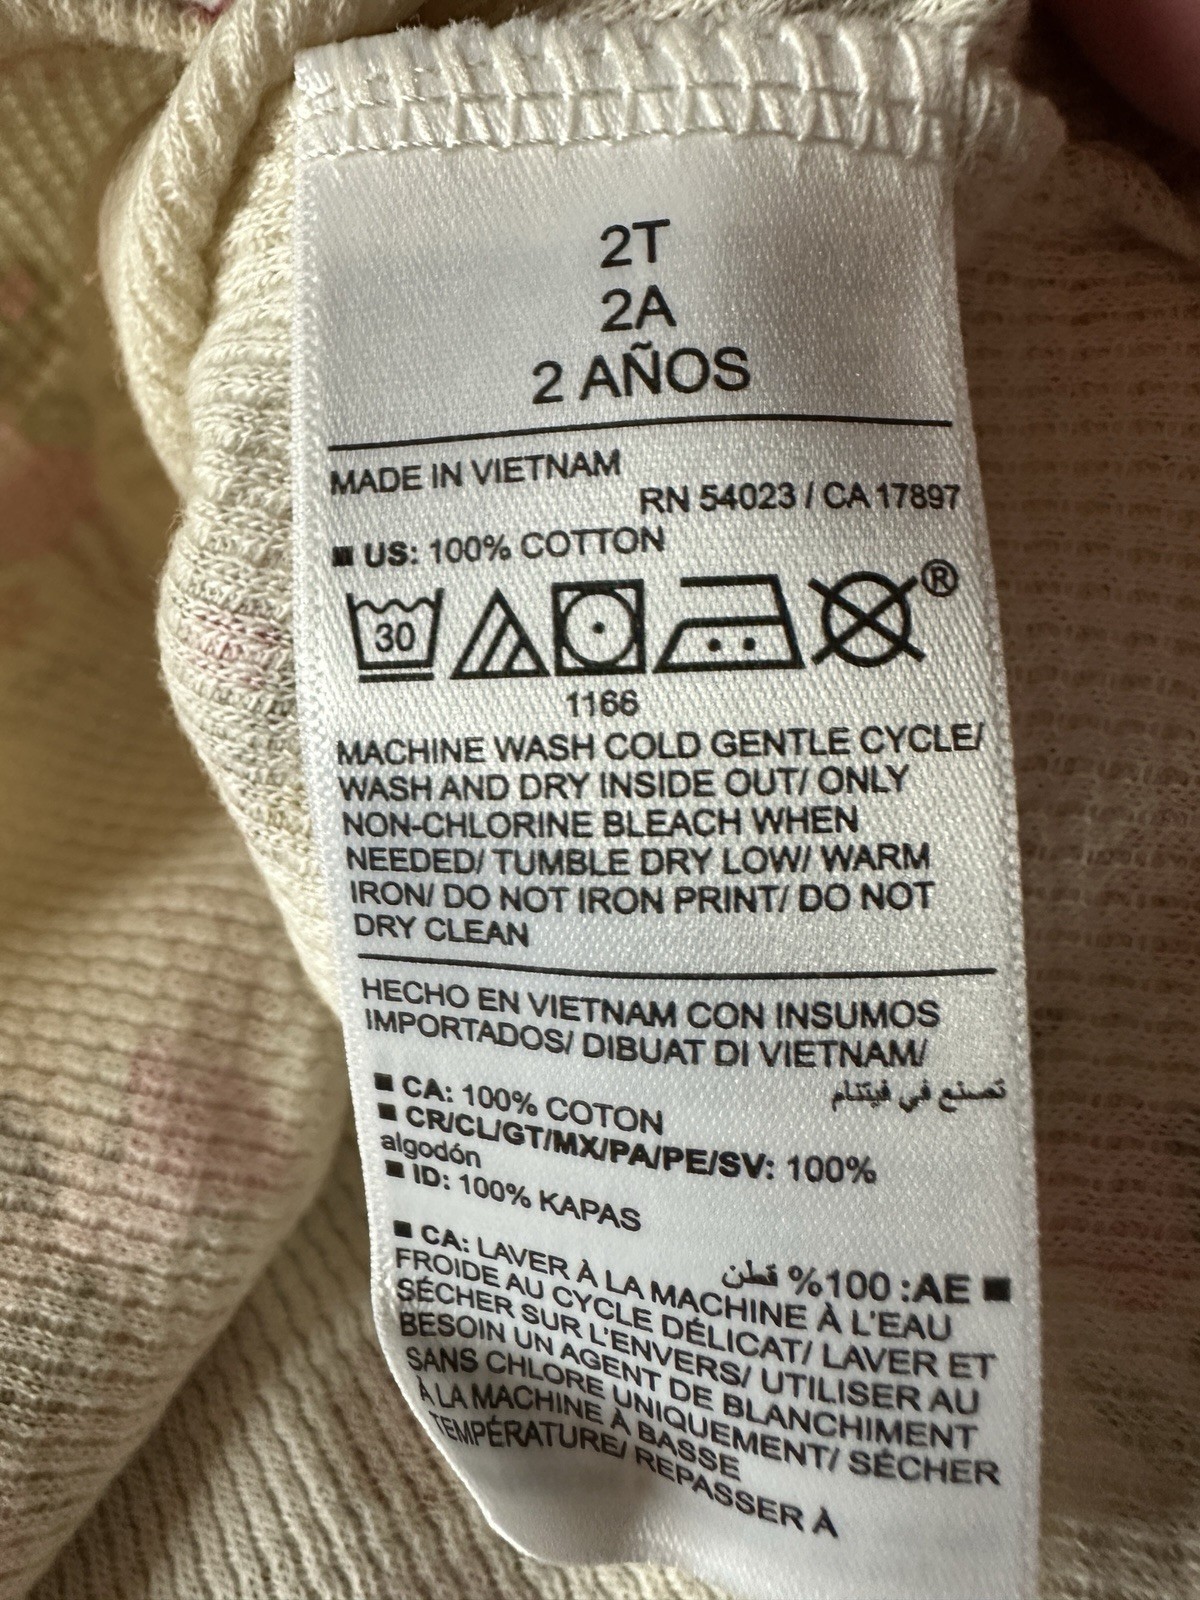 2T
2A
2 AÑOS
MADE IN VIETNAM
RN 54023 / CA 17897
■ US: 100% COTTON
30
®
1166
MACHINE WASH COLD GENTLE CYCLE/
WASH AND DRY INSIDE OUT/ ONLY
NON-CHLORINE BLEACH WHEN
NEEDED/ TUMBLE DRY LOW/ WARM
IRON/ DO NOT IRON PRINT/ DO NOT
DRY CLEAN
HECHO EN VIETNAM CON INSUMOS
IMPORTADOS/ DIBUAT DI VIETNAM/
تصنع في فيتنام
■ CA: 100% COTON
■ CR/CL/GT/MX/PA/PE/SV: 100%
algodón
■ ID: 100% KAPAS
■ AE: 100% قطن
■ CA: LAVER À LA MACHINE À L'EAU
FROIDE AU CYCLE DÉLICAT/ LAVER ET
SÉCHER SUR L'ENVERS/ UTILISER AU
BESOIN UN AGENT DE BLANCHIMENT
SANS CHLORE UNIQUEMENT/ SÉCHER
À LA MACHINE À BASSE
TEMPÉRATURE/ REPASSER À